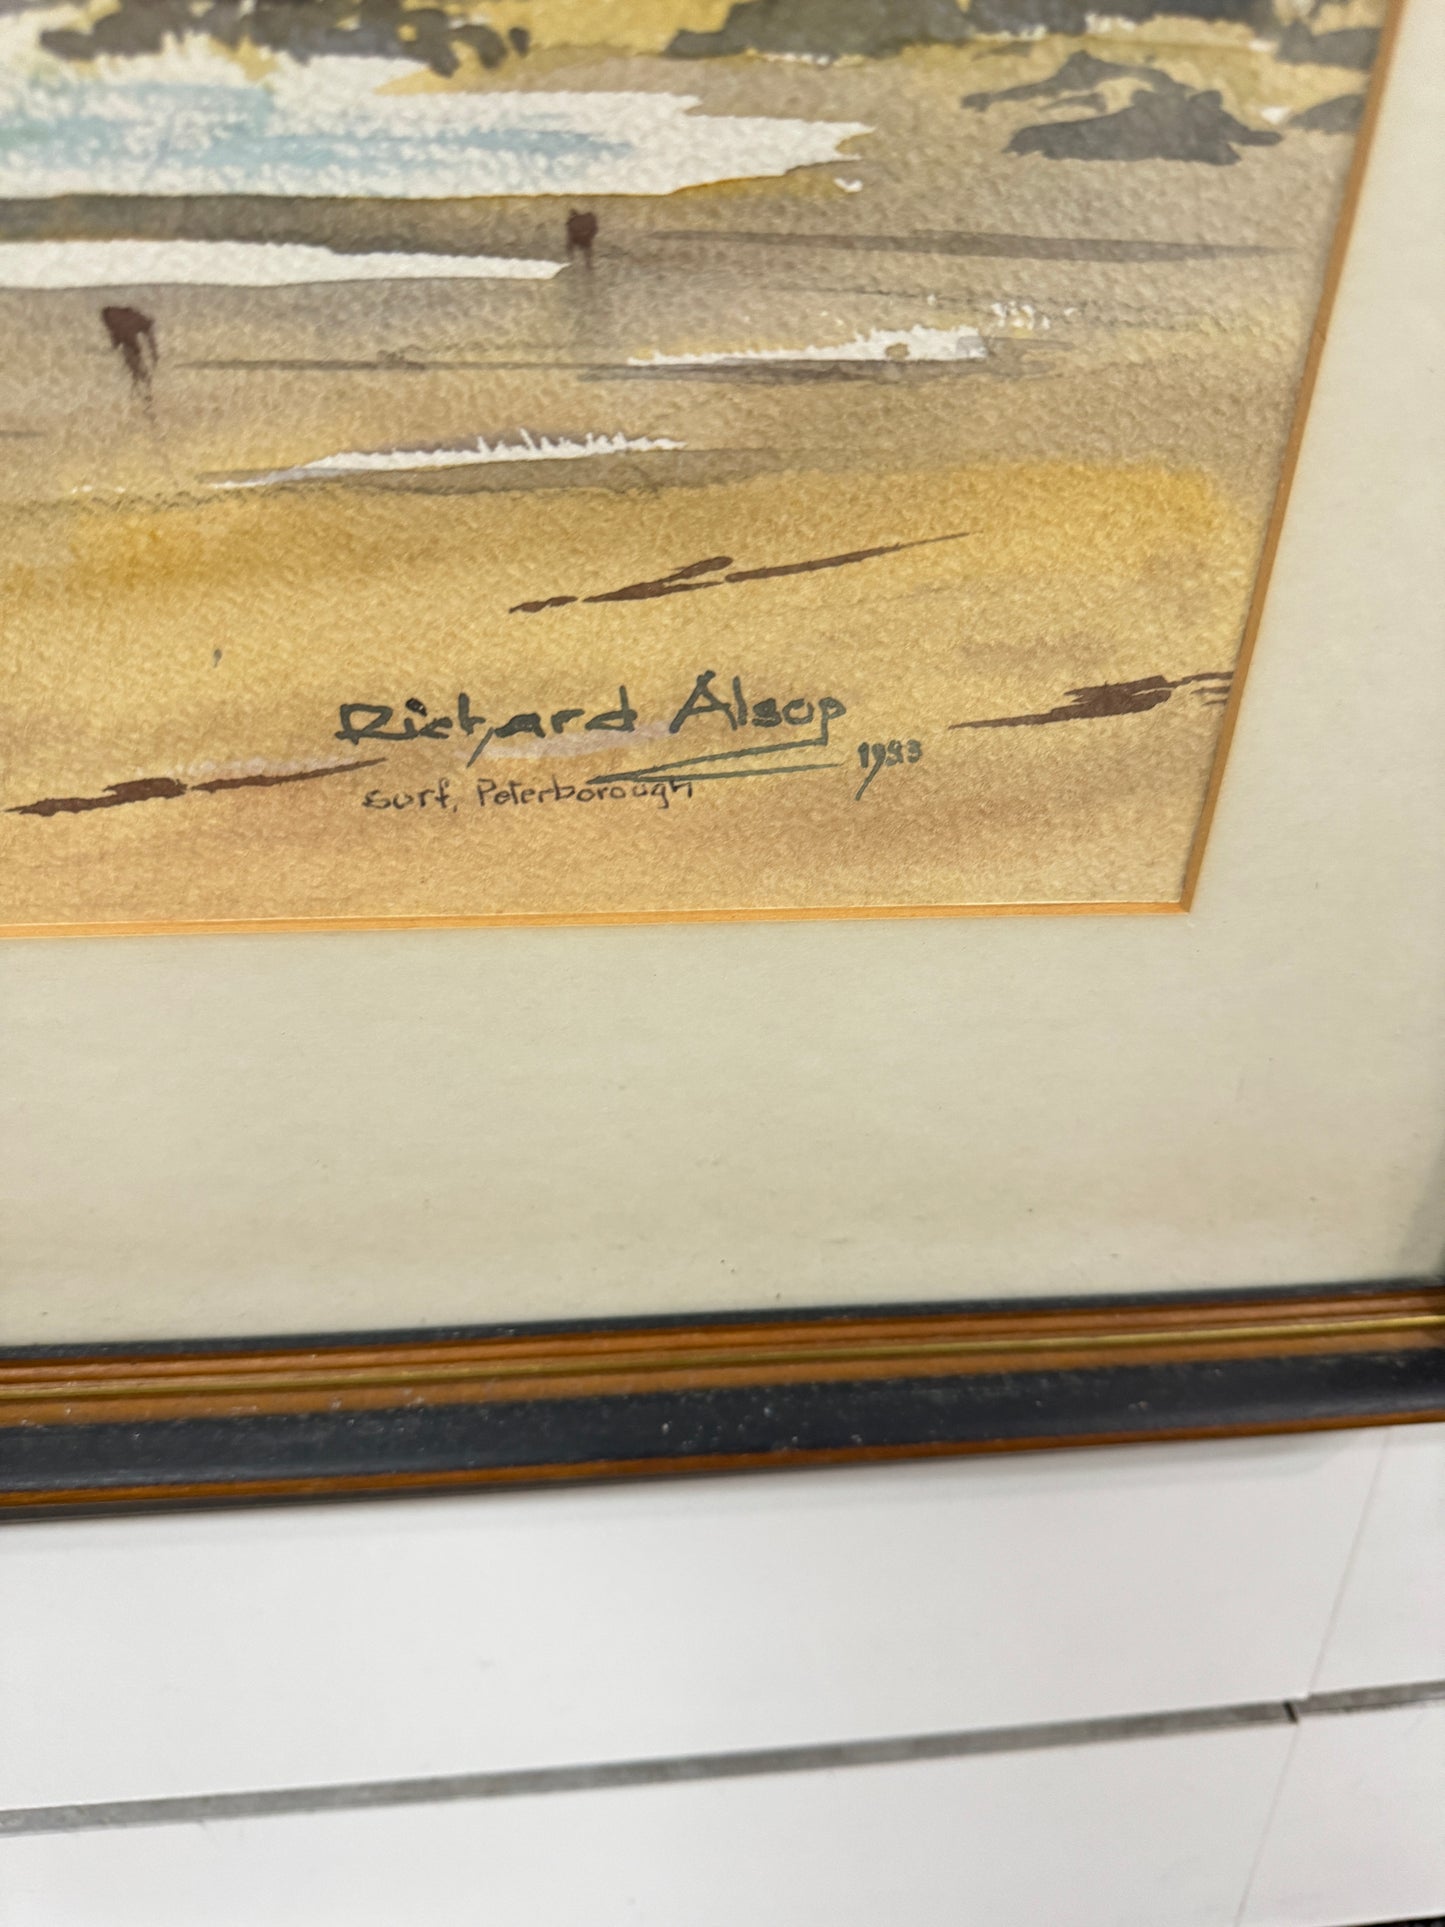 Richard Alsop
1983
Surf, Peterborough